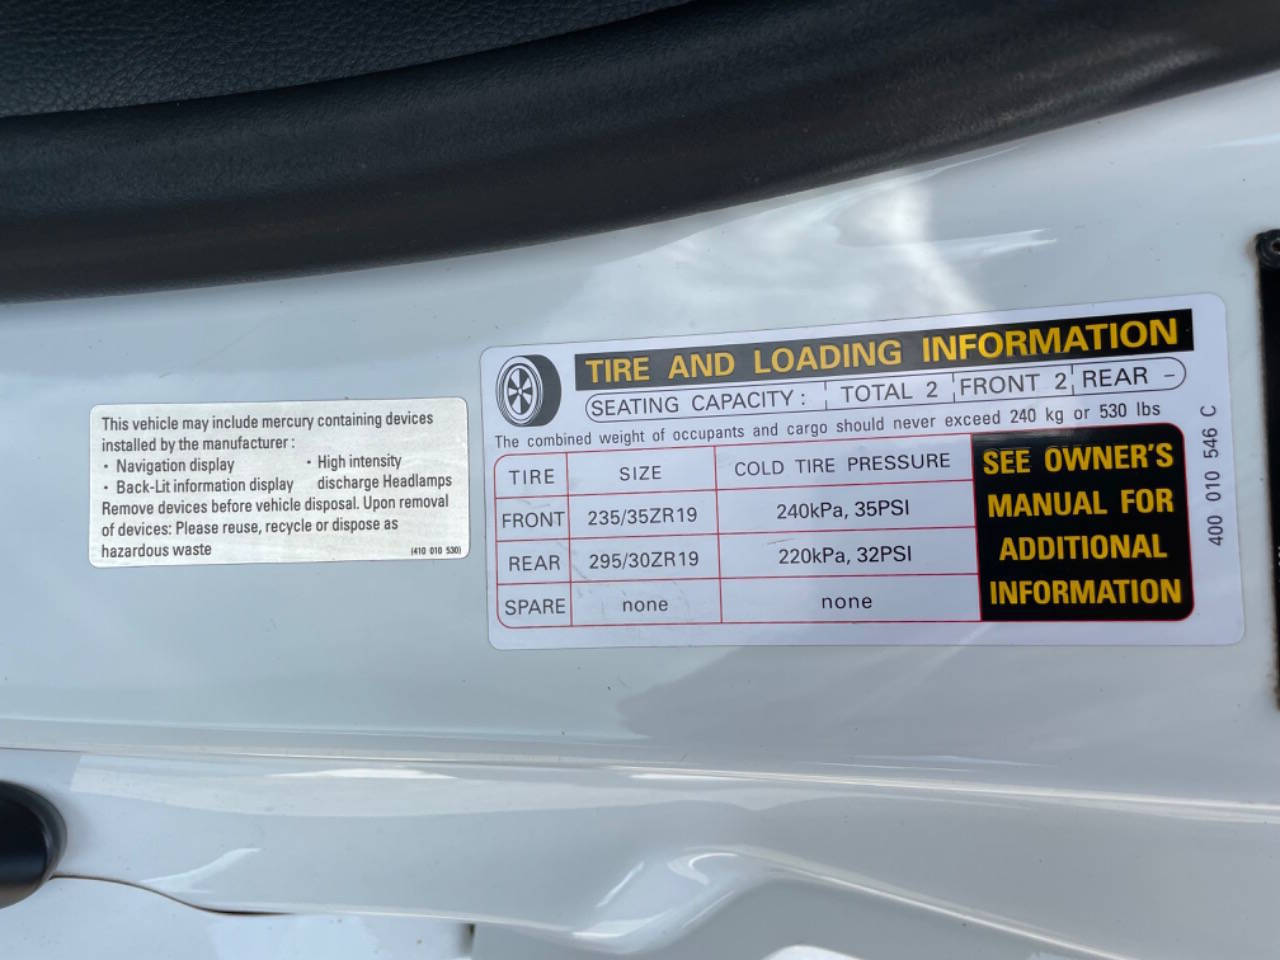 This vehicle may include mercury containing devices
installed by the manufacturer :
• Navigation display • High intensity
• Back-Lit information display discharge Headlamps
Remove devices before vehicle disposal. Upon removal
of devices: Please reuse, recycle or dispose as
hazardous waste (410 010 530)
TIRE AND LOADING INFORMATION
SEATING CAPACITY : TOTAL 2 FRONT 2 REAR –
The combined weight of occupants and cargo should never exceed 240 kg or 530 lbs
TIRE SIZE COLD TIRE PRESSURE
FRONT 235/35ZR19 240kPa, 35PSI
REAR 295/30ZR19 220kPa, 32PSI
SPARE none none
SEE OWNER'S
MANUAL FOR
ADDITIONAL
INFORMATION
400 010 546 C